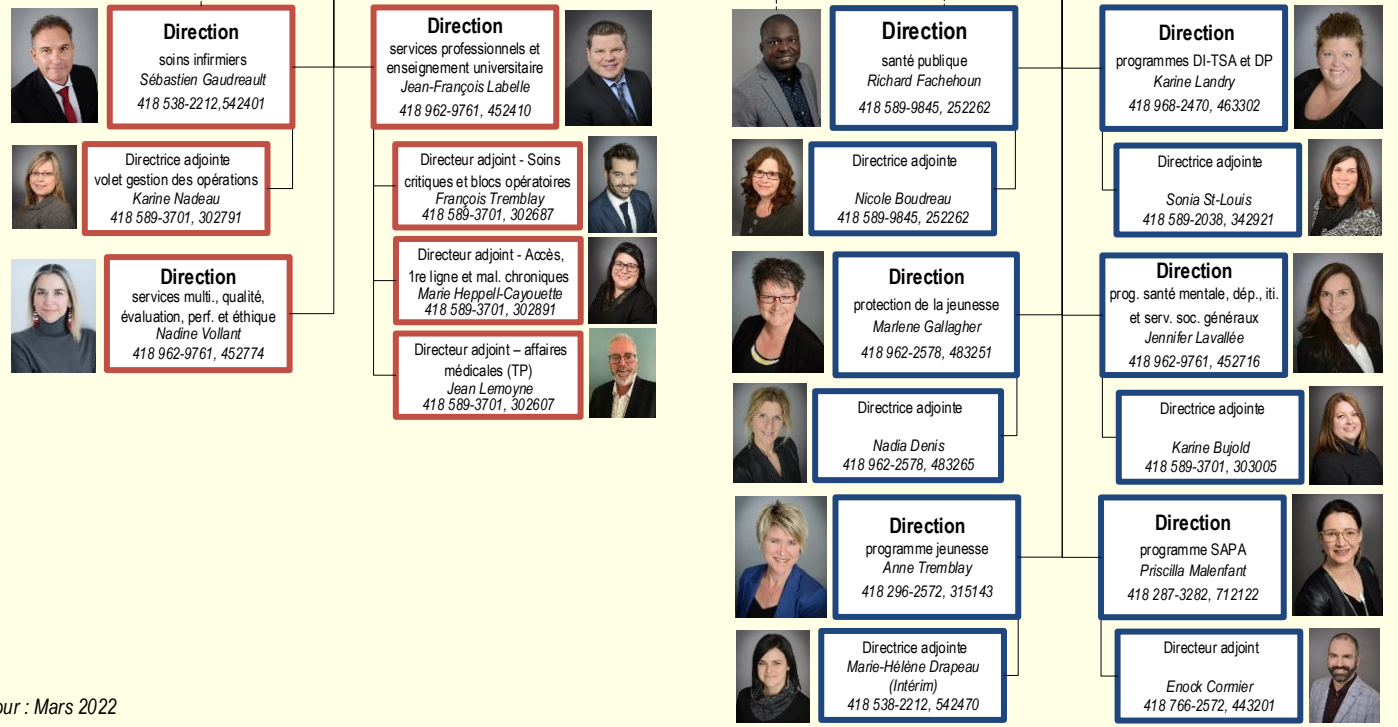 Direction
soins infirmiers
Sébastien Gaudreault
418 538-2212,542401
Directrice adjointe
volet gestion des opérations
Karine Nadeau
418 589-3701, 302791
Direction
services multi., qualité,
évaluation, perf. et éthique
Nadine Vollant
418 962-9761, 452774
Direction
services professionnels et
enseignement universitaire
Jean-François Labelle
418 962-9761, 452410
Directeur adjoint - Soins
critiques et blocs opératoires
François Tremblay
418 589-3701, 302687
Directeur adjoint - Accès,
1re ligne et mal. chroniques
Marie Heppell-Cayouette
418 589-3701, 302891
Directeur adjoint – affaires
médicales (TP)
Jean Lemoyne
418 589-3701, 302607
Direction
santé publique
Richard Fachehoun
418 589-9845, 252262
Directrice adjointe
Nicole Boudreau
418 589-9845, 252262
Direction
protection de la jeunesse
Marlene Gallagher
418 962-2578, 483251
Directrice adjointe
Nadia Denis
418 962-2578, 483265
Direction
programme jeunesse
Anne Tremblay
418 296-2572, 315143
Directrice adjointe
Marie-Hélène Drapeau
(Intérim)
418 538-2212, 542470
Direction
programmes DI-TSA et DP
Karine Landry
418 968-2470, 463302
Directrice adjointe
Sonia St-Louis
418 589-2038, 342921
Direction
prog. santé mentale, dép., iti.
et serv. soc. généraux
Jennifer Lavallée
418 962-9761, 452716
Directrice adjointe
Karine Bujold
418 589-3701, 303005
Direction
programme SAPA
Priscilla Malenfant
418 287-3282, 712122
Directeur adjoint
Enock Cormier
418 766-2572, 443201
our : Mars 2022